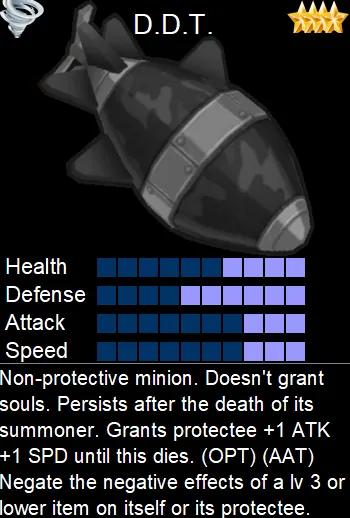 D.D.T.
Health
Defense
Attack
Speed
Non-protective minion. Doesn't grant
souls. Persists after the death of its
summoner. Grants protectee +1 ATK
+1 SPD until this dies. (OPT) (AAT)
Negate the negative effects of a lv 3 or
lower item on itself or its protectee.